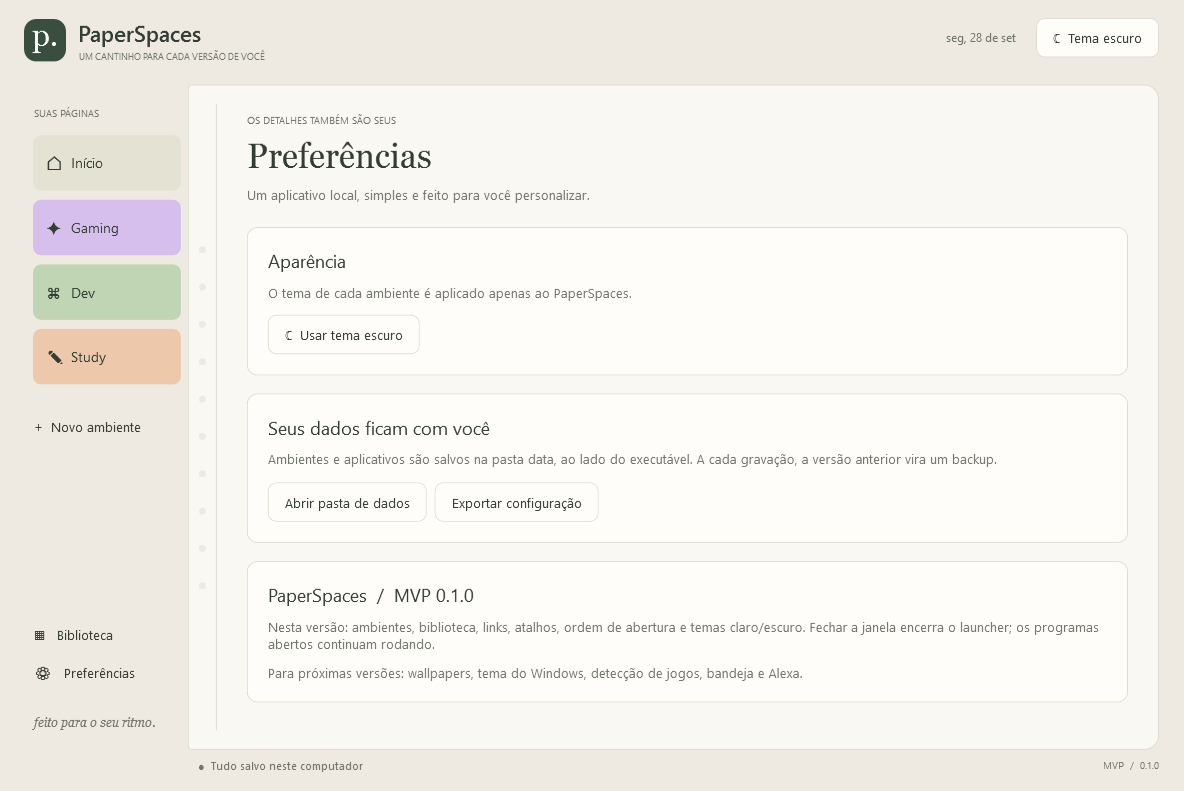 p.
PaperSpaces
UM CANTINHO PARA CADA VERSÃO DE VOCÊ
seg, 28 de set
☾ Tema escuro
SUAS PÁGINAS
Início
Gaming
Dev
Study
+ Novo ambiente
Biblioteca
Preferências
feito para o seu ritmo.
OS DETALHES TAMBÉM SÃO SEUS
Preferências
Um aplicativo local, simples e feito para você personalizar.
Aparência
O tema de cada ambiente é aplicado apenas ao PaperSpaces.
☾ Usar tema escuro
Seus dados ficam com você
Ambientes e aplicativos são salvos na pasta data, ao lado do executável. A cada gravação, a versão anterior vira um backup.
Abrir pasta de dados
Exportar configuração
PaperSpaces / MVP 0.1.0
Nesta versão: ambientes, biblioteca, links, atalhos, ordem de abertura e temas claro/escuro. Fechar a janela encerra o launcher; os programas
abertos continuam rodando.
Para próximas versões: wallpapers, tema do Windows, detecção de jogos, bandeja e Alexa.
● Tudo salvo neste computador
MVP / 0.1.0